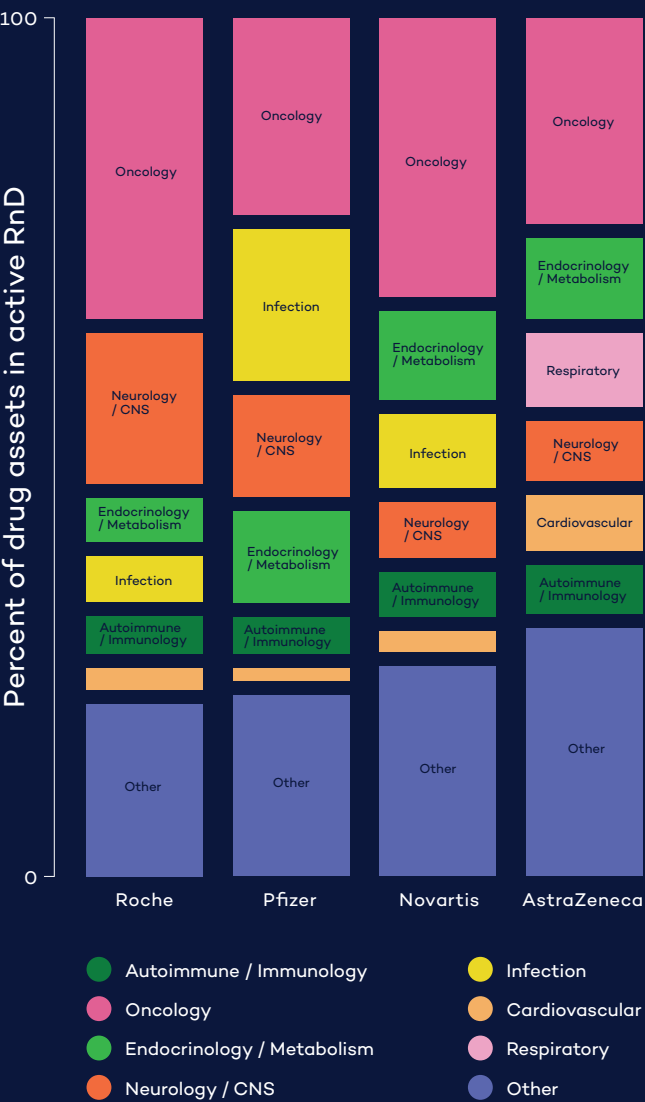 100
Percent of drug assets in active RnD
0
Oncology
Neurology
/ CNS
Endocrinology
/ Metabolism
Infection
Autoimmune
/ Immunology
Other
Roche
Oncology
Infection
Neurology
/ CNS
Endocrinology
/ Metabolism
Autoimmune
/ Immunology
Other
Pfizer
Oncology
Endocrinology
/ Metabolism
Infection
Neurology
/ CNS
Autoimmune
/ Immunology
Other
Novartis
Oncology
Endocrinology
/ Metabolism
Respiratory
Neurology
/ CNS
Cardiovascular
Autoimmune
/ Immunology
Other
AstraZeneca
Autoimmune / Immunology
Oncology
Endocrinology / Metabolism
Neurology / CNS
Infection
Cardiovascular
Respiratory
Other